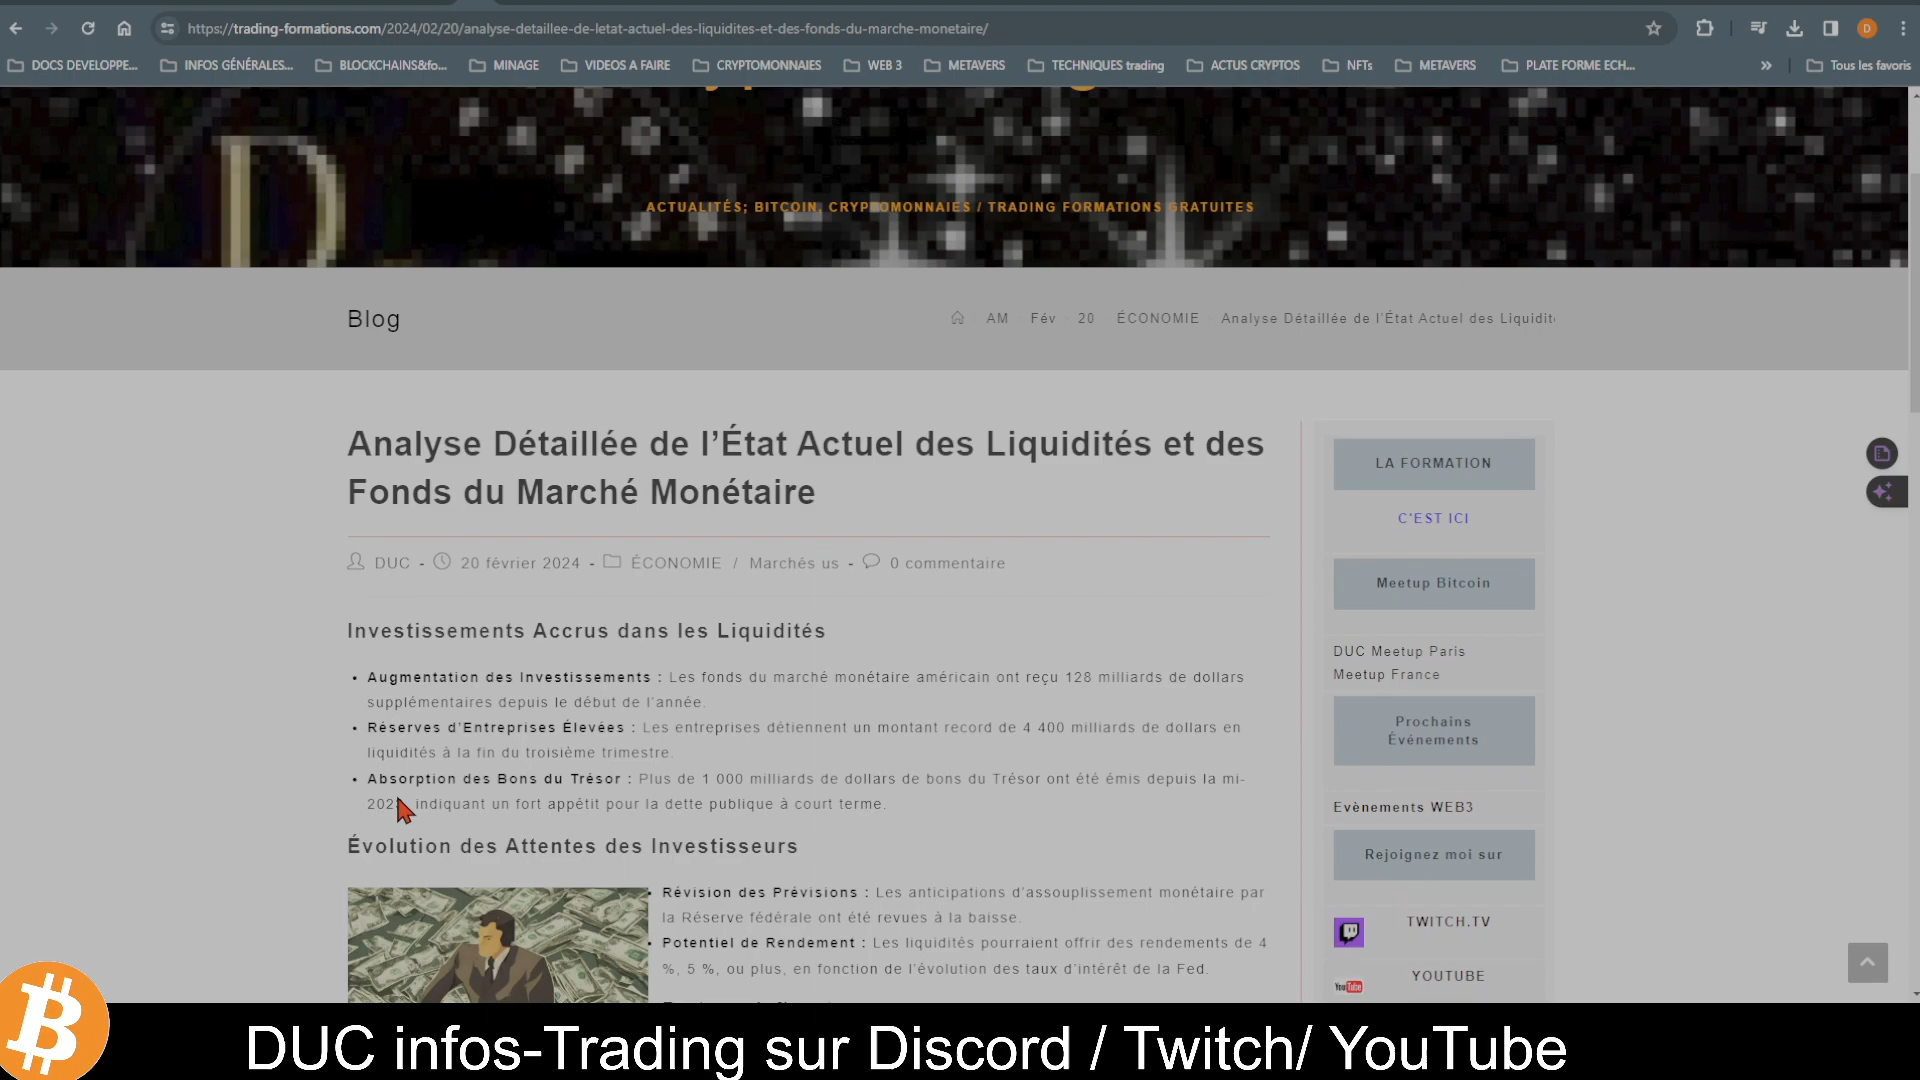 https://trading-formations.com/2024/02/20/analyse-detaillee-de-letat-actuel-des-liquidites-et-des-fonds-du-marche-monetaire/
D
DOCS DEVELOPPE... INFOS GÉNÉRALES... BLOCKCHAINS&fo... MINAGE VIDEOS A FAIRE CRYPTOMONNAIES WEB 3 METAVERS TECHNIQUES trading ACTUS CRYPTOS NFTs METAVERS PLATE FORME ECH... » Tous les favoris
ACTUALITÉS; BITCOIN, CRYPTOMONNAIES / TRADING FORMATIONS GRATUITES
Blog
AM Fév 20 ÉCONOMIE Analyse Détaillée de l'État Actuel des Liquidit
Analyse Détaillée de l’État Actuel des Liquidités et des
Fonds du Marché Monétaire
DUC - 20 février 2024 - ÉCONOMIE / Marchés us - 0 commentaire
Investissements Accrus dans les Liquidités
• Augmentation des Investissements : Les fonds du marché monétaire américain ont reçu 128 milliards de dollars
supplémentaires depuis le début de l'année.
• Réserves d'Entreprises Élevées : Les entreprises détiennent un montant record de 4 400 milliards de dollars en
liquidités à la fin du troisième trimestre.
• Absorption des Bons du Trésor : Plus de 1 000 milliards de dollars de bons du Trésor ont été émis depuis la mi-
indiquant un fort appétit pour la dette publique à court terme.
Évolution des Attentes des Investisseurs
• Révision des Prévisions : Les anticipations d'assouplissement monétaire par
la Réserve fédérale ont été revues à la baisse.
• Potentiel de Rendement : Les liquidités pourraient offrir des rendements de 4
%, 5 %, ou plus, en fonction de l'évolution des taux d'intérêt de la Fed.
LA FORMATION
C'EST ICI
Meetup Bitcoin
DUC Meetup Paris
Meetup France
Prochains
Événements
Evènements WEB3
Rejoignez moi sur
TWITCH.TV
YOUTUBE
You Tube
DUC infos-Trading sur Discord / Twitch/ YouTube